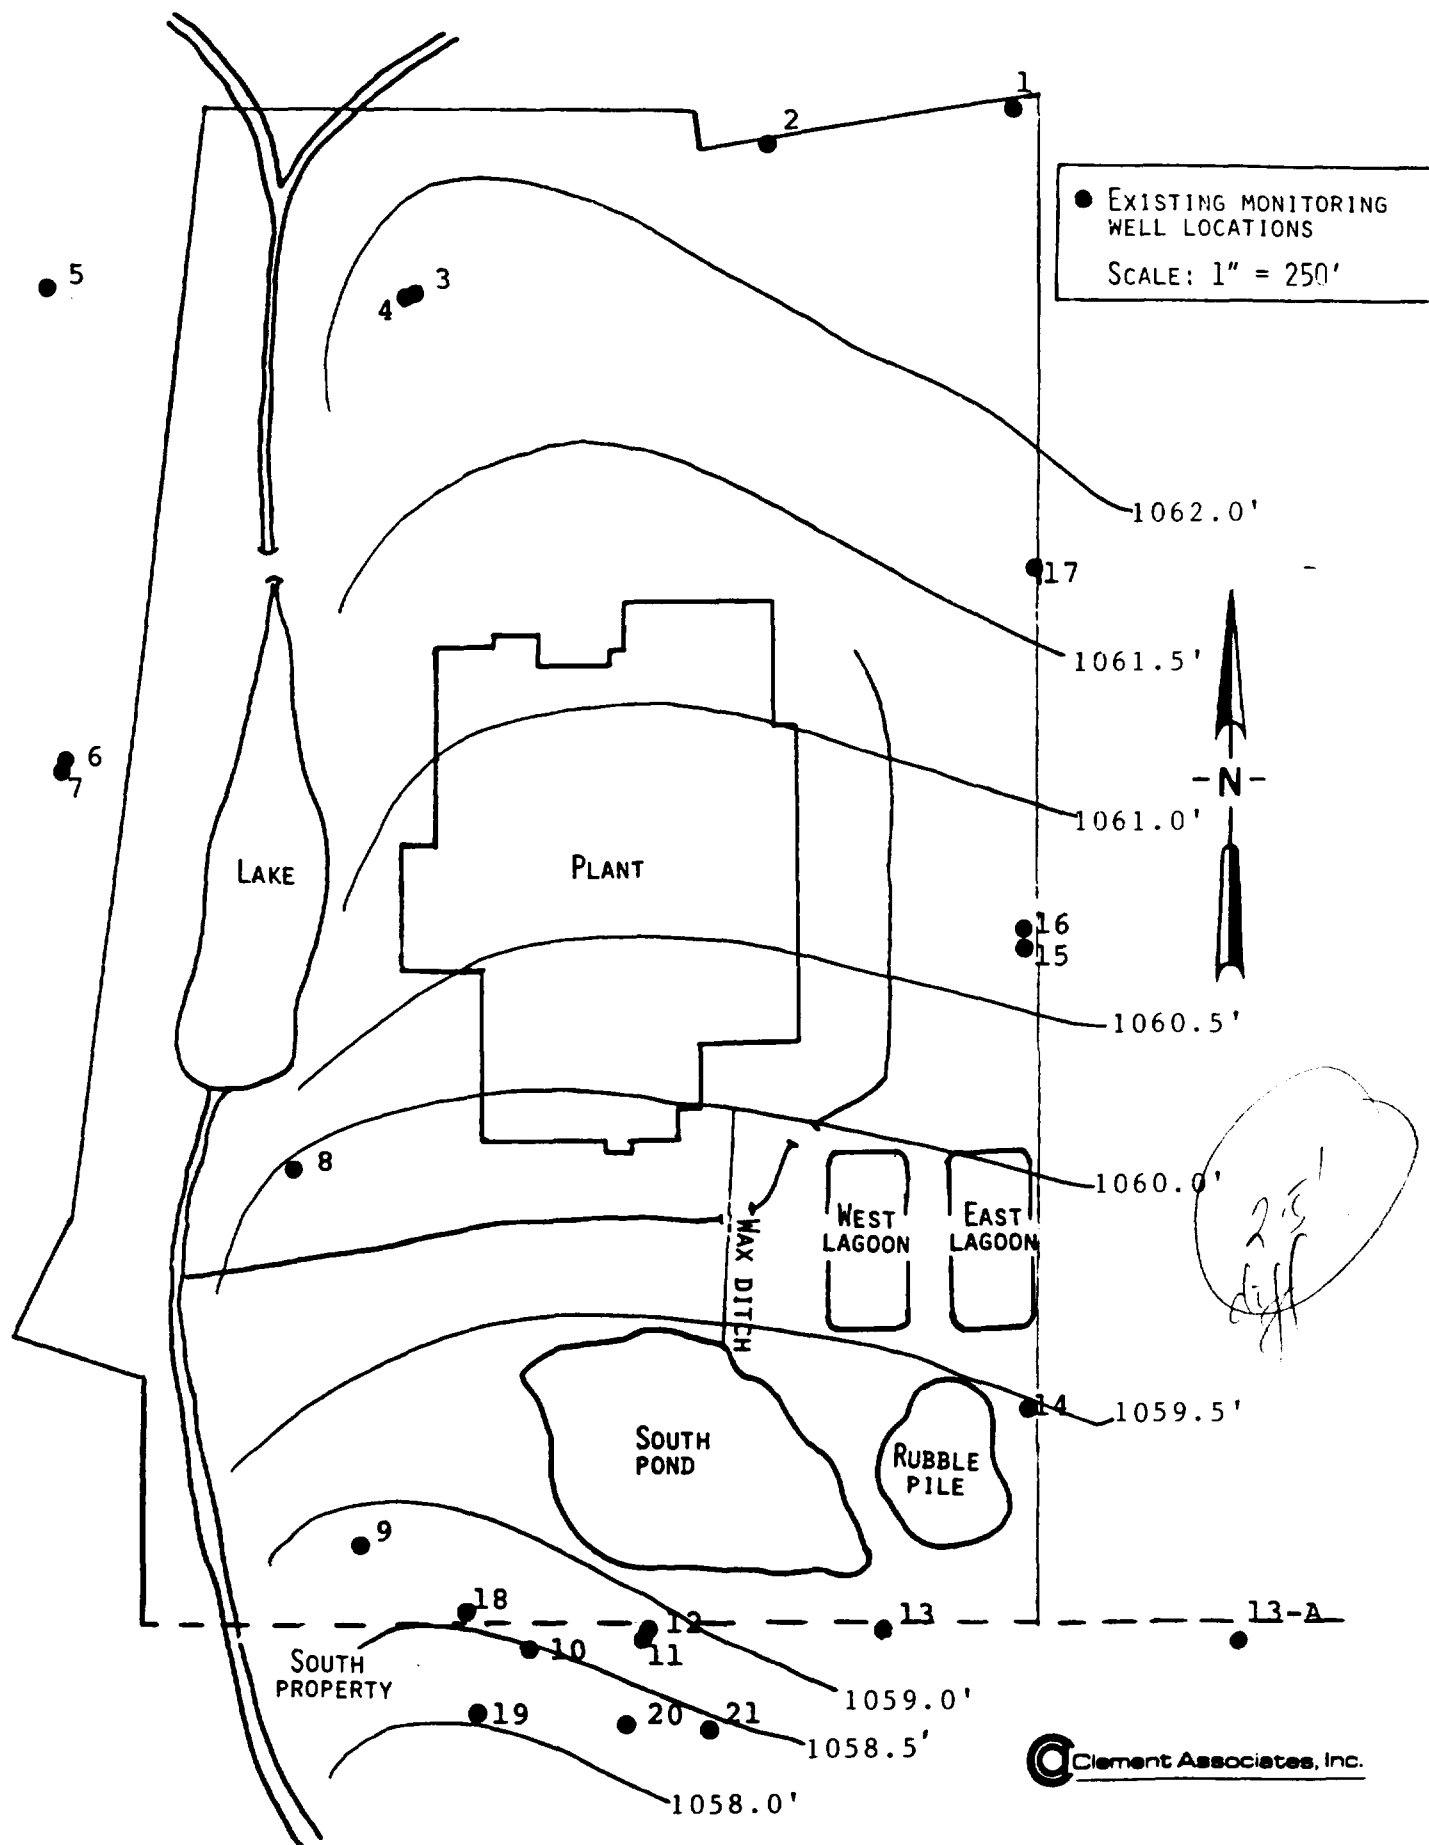 1
2
● EXISTING MONITORING
WELL LOCATIONS
SCALE: 1" = 250'
5
3
4
1062.0'
17
1061.5'
6
7
-N-
1061.0'
LAKE
PLANT
16
15
1060.5'
8
1060.0'
2.5'
diff
WEST
LAGOON
EAST
LAGOON
WAX DITCH
14
1059.5'
SOUTH
POND
RUBBLE
PILE
9
18
12
13
13-A
11
10
SOUTH
PROPERTY
1059.0'
19
20
21
1058.5'
Clement Associates, Inc.
1058.0'